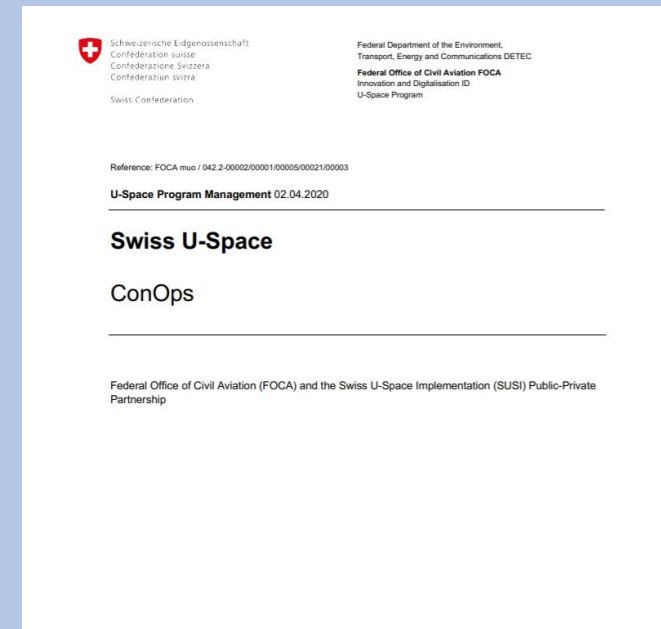 Schweizerische Eidgenossenschaft
Confédération suisse
Confederazione Svizzera
Confederaziun svizra
Swiss Confederation
Federal Department of the Environment,
Transport, Energy and Communications DETEC
Federal Office of Civil Aviation FOCA
Innovation and Digitalisation ID
U-Space Program
Reference: FOCA muo / 042.2-00002/00001/00005/00021/00003
U-Space Program Management 02.04.2020
Swiss U-Space
ConOps
Federal Office of Civil Aviation (FOCA) and the Swiss U-Space Implementation (SUSI) Public-Private
Partnership